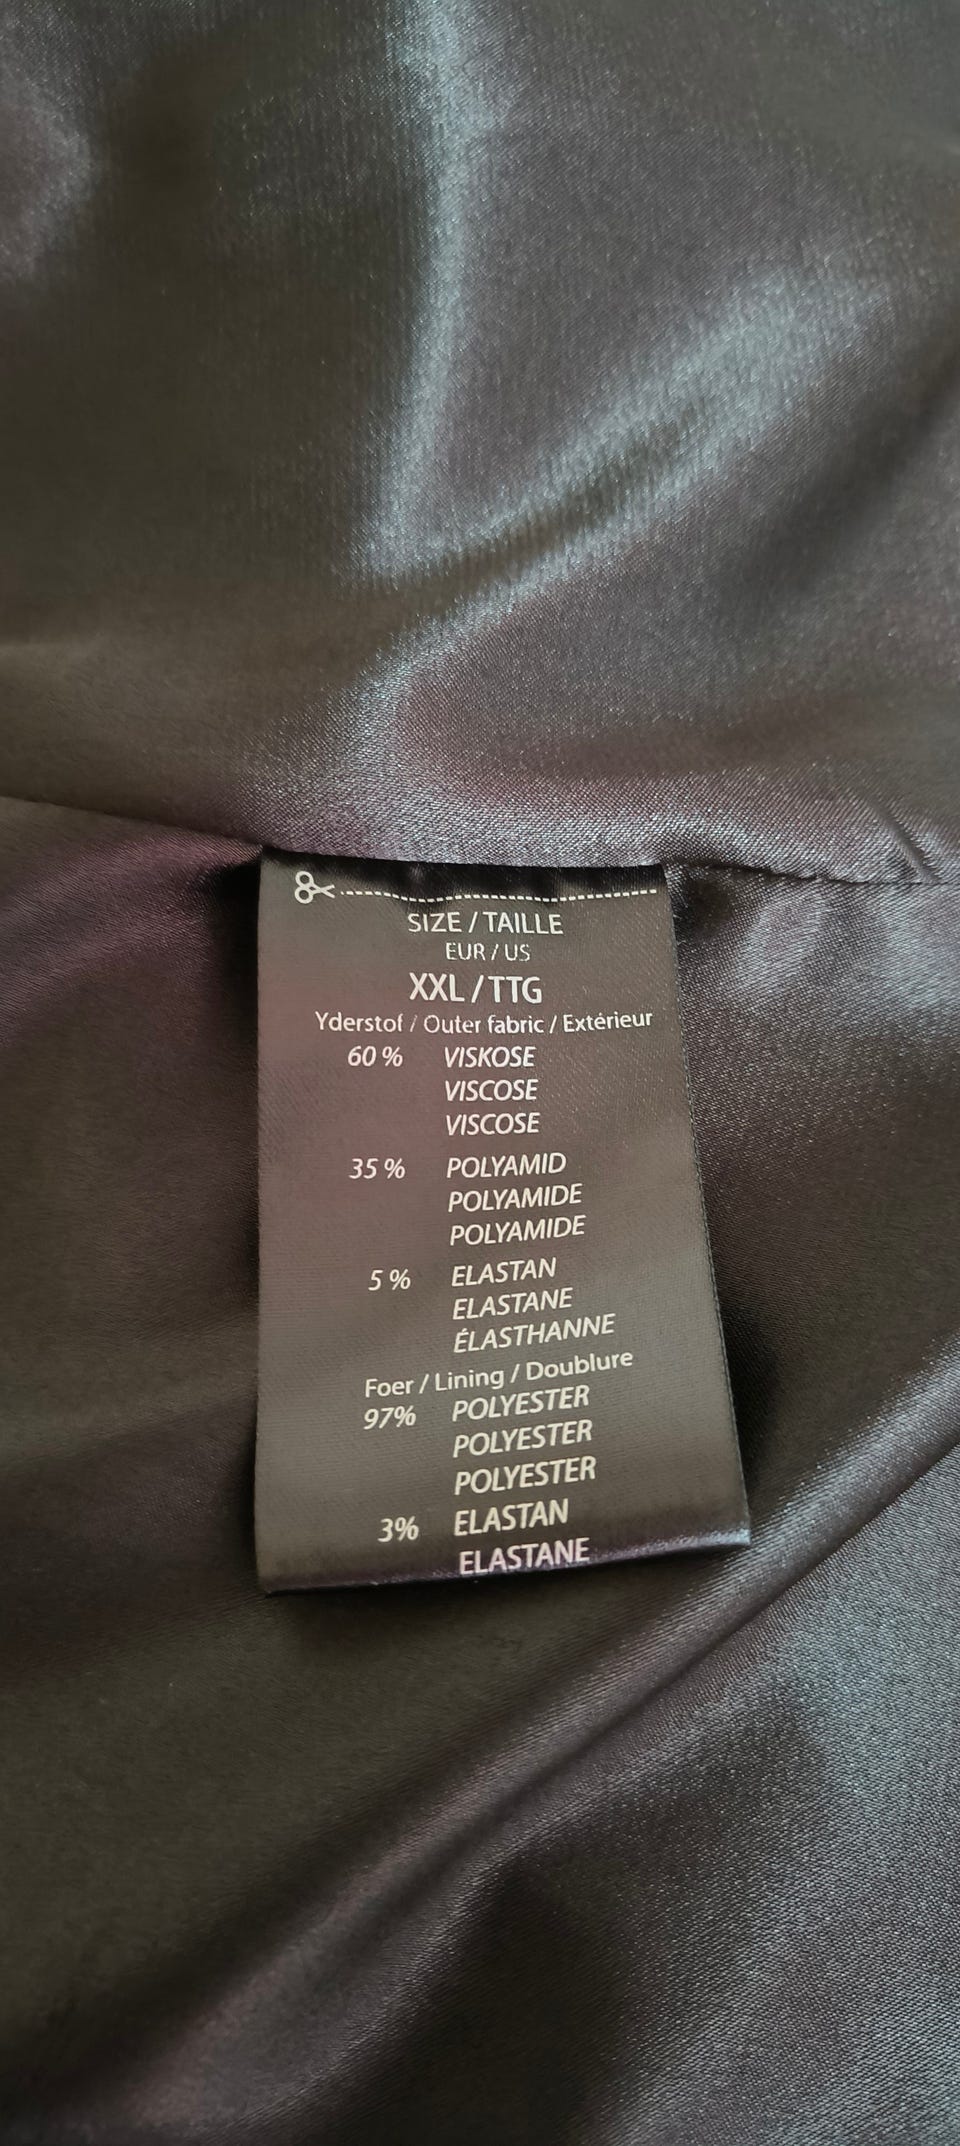 SIZE / TAILLE
EUR / US
XXL / TTG
Yderstof / Outer fabric / Extérieur
60 % VISKOSE
VISCOSE
VISCOSE
35 % POLYAMID
POLYAMIDE
POLYAMIDE
5 % ELASTAN
ELASTANE
ÉLASTHANNE
Foer / Lining / Doublure
97% POLYESTER
POLYESTER
POLYESTER
3% ELASTAN
ELASTANE